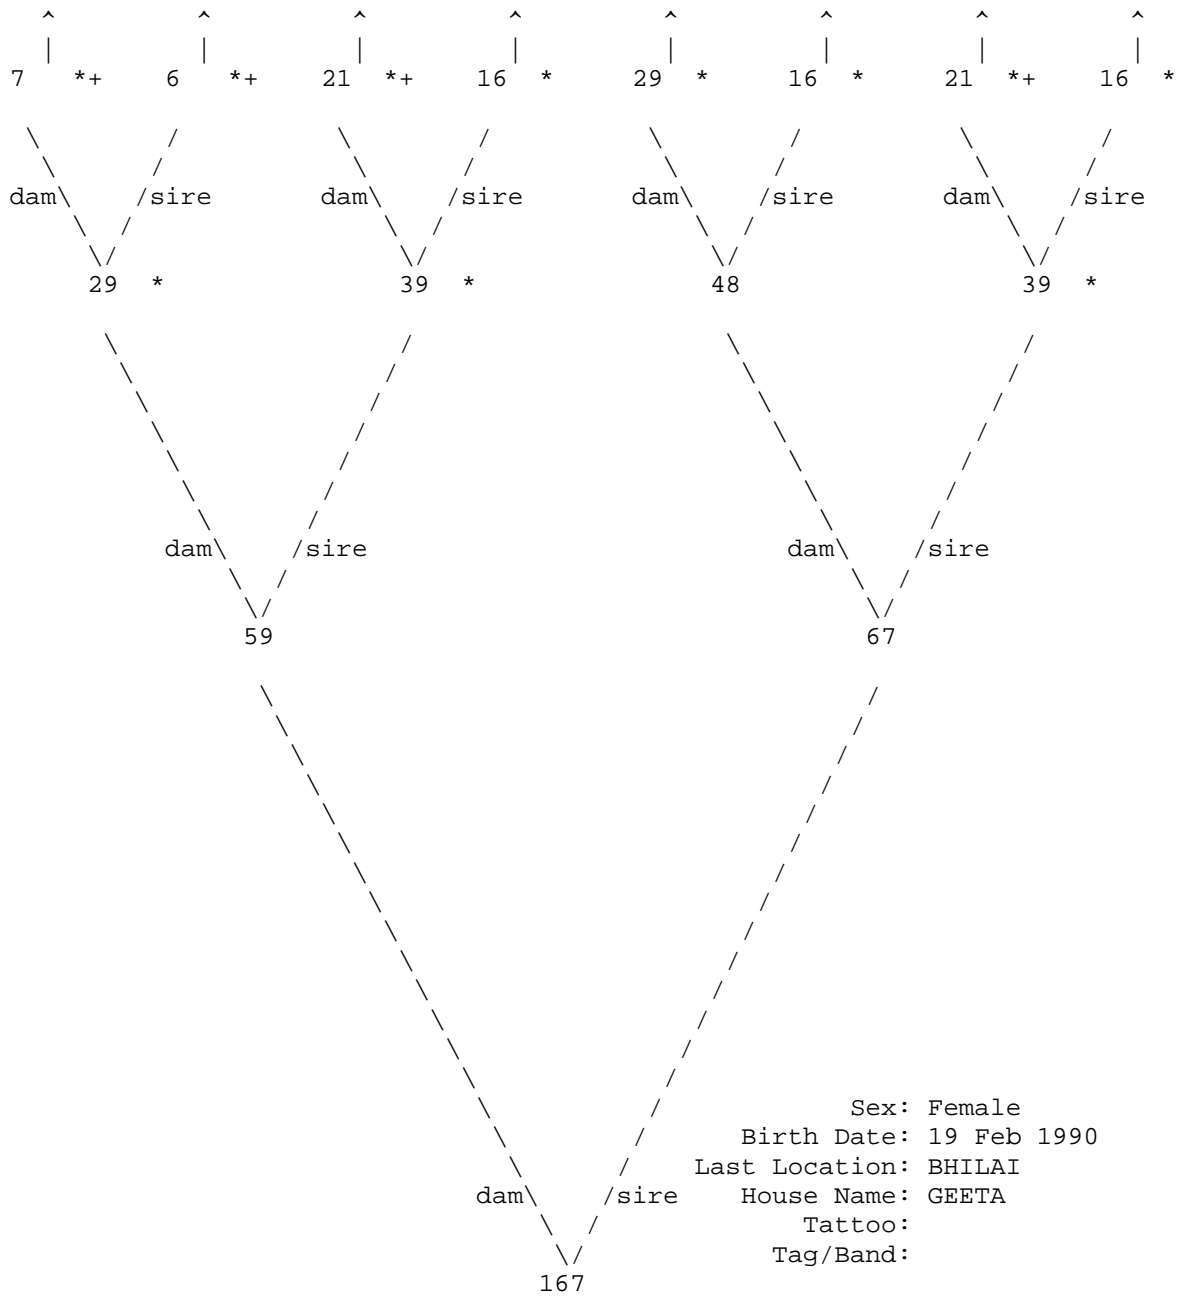 ^ ^ ^ ^ ^ ^ ^ ^
| | | | | | | |
7 *+ 6 *+ 21 *+ 16 * 29 * 16 * 21 *+ 16 *
dam sire dam sire dam sire dam sire
29 * 39 * 48 39 *
dam sire dam sire
59 67
Sex: Female
Birth Date: 19 Feb 1990
Last Location: BHILAI
dam sire House Name: GEETA
Tattoo:
Tag/Band:
167